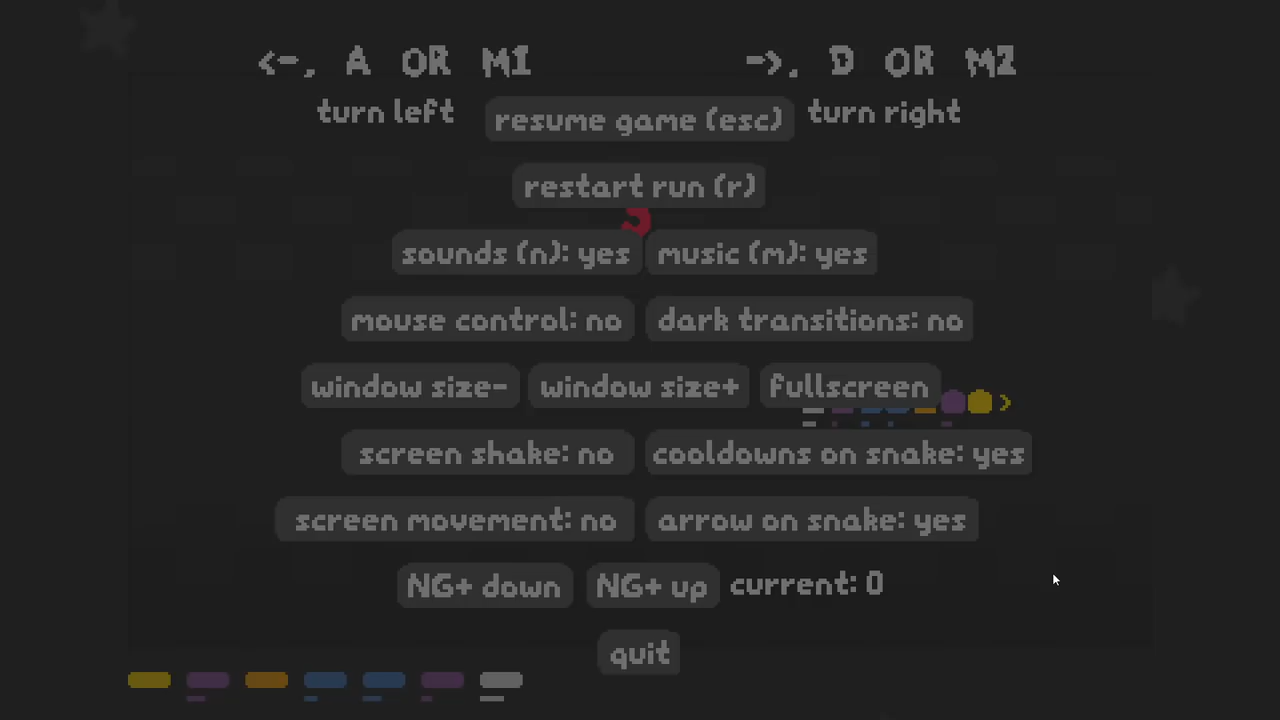 <-, A OR M1 ->, D OR M2
turn left resume game (esc) turn right
restart run (r)
3
sounds (n): yes music (m): yes
mouse control: no dark transitions: no
window size- window size+ fullscreen
screen shake: no cooldowns on snake: yes
screen movement: no arrow on snake: yes
NG+ down NG+ up current: 0
quit